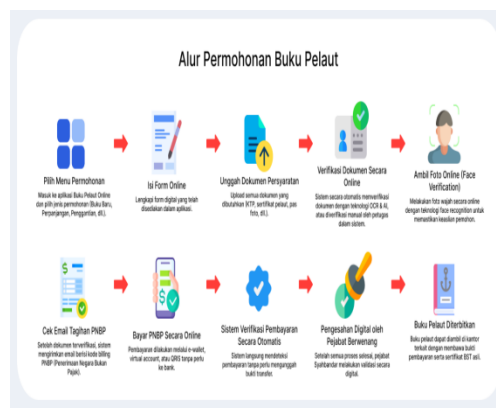 Alur Permohonan Buku Pelaut
Pilih Menu Permohonan
Masuk ke aplikasi Buku Pelaut Online
dan pilih jenis permohonan (Buku Baru,
Perpanjangan, Penggantian, dll.).
Isi Form Online
Lengkapi form digital yang telah
disediakan dalam aplikasi.
Unggah Dokumen Persyaratan
Upload semua dokumen yang
dibutuhkan (KTP, sertifikat pelaut, pas
foto, dll.).
Verifikasi Dokumen Secara
Online
Sistem secara otomatis memverifikasi
dokumen dengan teknologi OCR & AI,
atau diverifikasi manual oleh petugas
dalam sistem.
Ambil Foto Online (Face
Verification)
Melakukan foto wajah secara online
dengan teknologi face recognition untuk
memastikan keaslian pemohon.
Cek Email Tagihan PNBP
Setelah dokumen terverifikasi, sistem
mengirimkan email berisi kode billing
PNBP (Penerimaan Negara Bukan
Pajak).
Bayar PNBP Secara Online
Pembayaran dilakukan melalui e-wallet,
virtual account, atau QRIS tanpa perlu
ke bank.
Sistem Verifikasi Pembayaran
Secara Otomatis
Sistem langsung mendeteksi
pembayaran tanpa perlu mengunggah
bukti transfer.
Pengesahan Digital oleh
Pejabat Berwenang
Setelah semua proses selesai, pejabat
Syahbandar melakukan validasi secara
digital.
Buku Pelaut Diterbitkan
Buku pelaut dapat diambil di kantor
terkait dengan membawa bukti
pembayaran serta sertifikat BST asli.